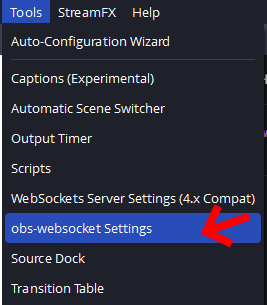 Tools StreamFX Help
Auto-Configuration Wizard
Captions (Experimental)
Automatic Scene Switcher
Output Timer
Scripts
WebSockets Server Settings (4.x Compat)
obs-websocket Settings
Source Dock
Transition Table